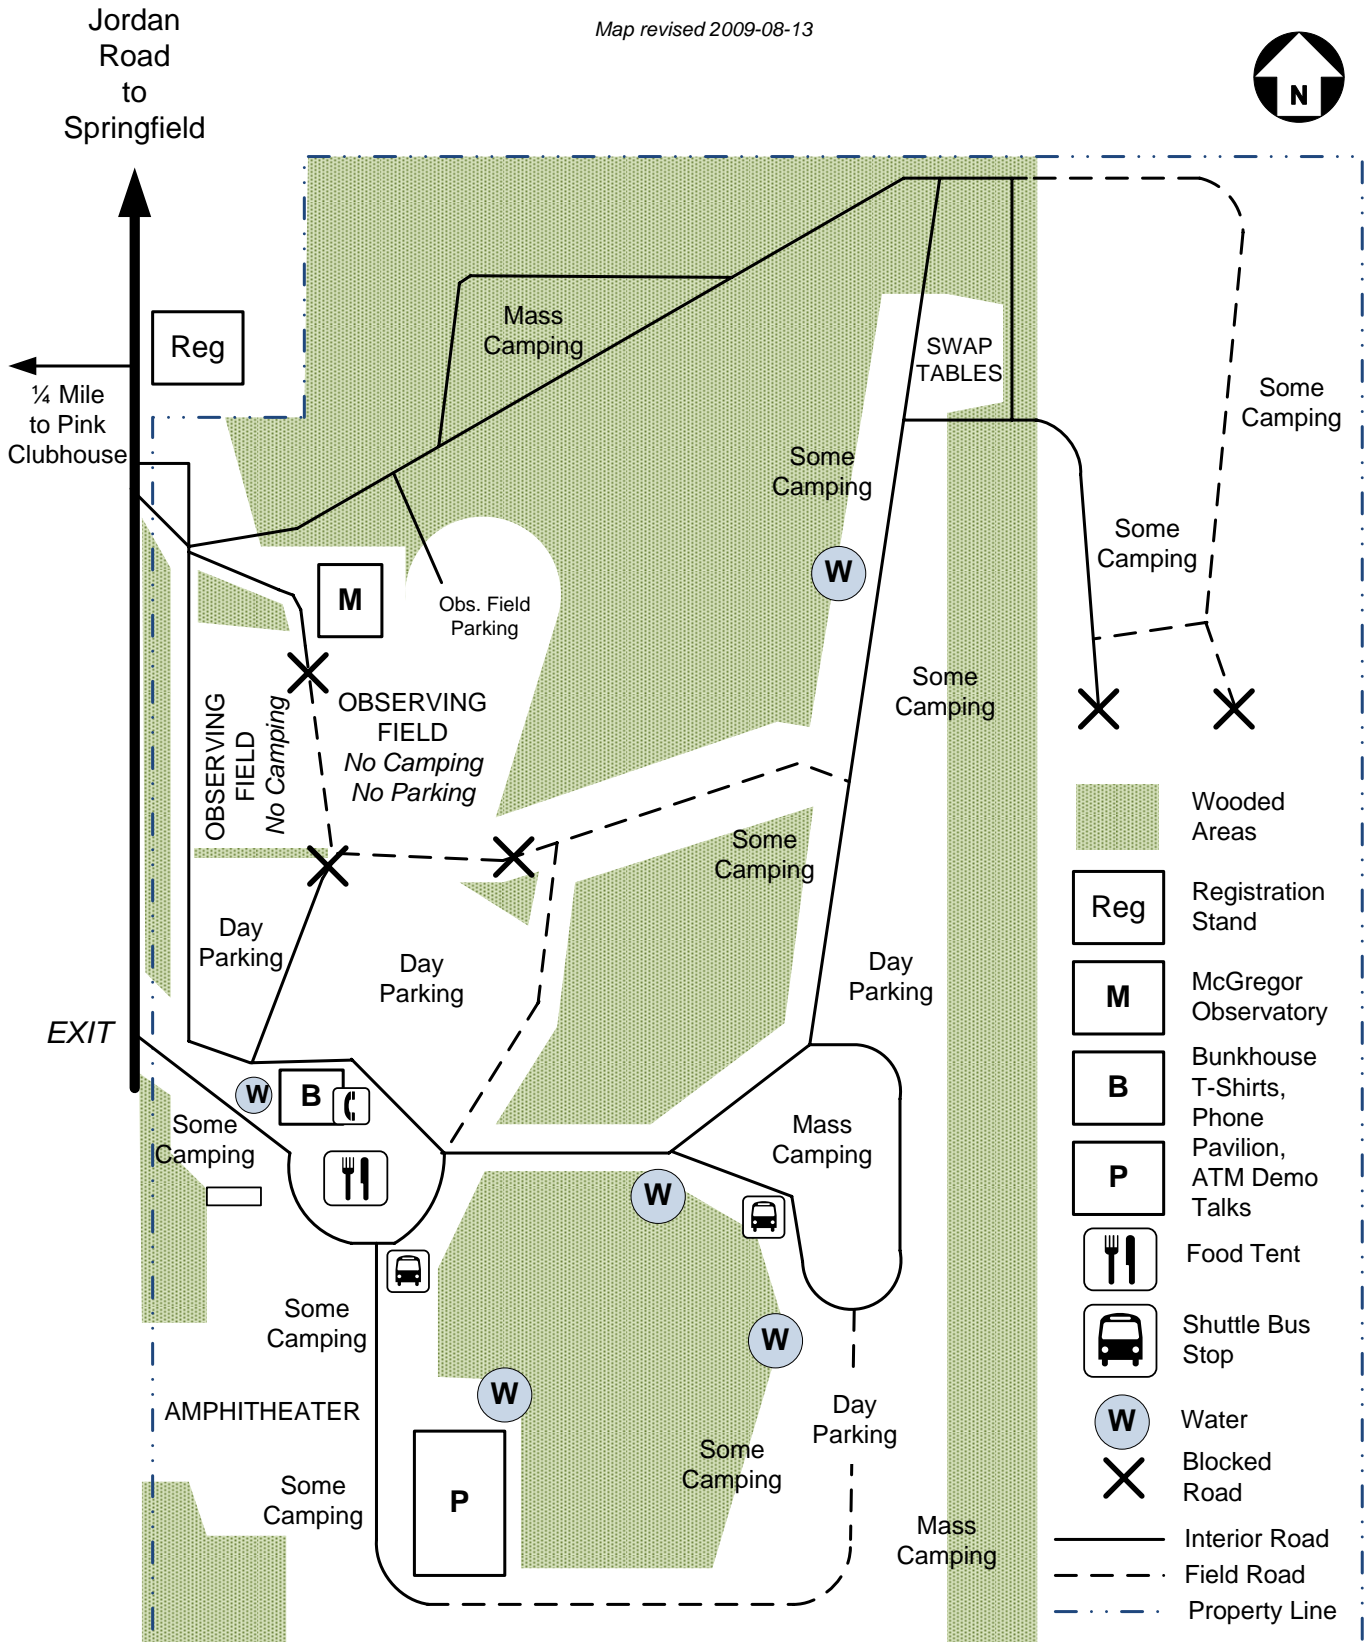 Jordan
Road
to
Springfield
Map revised 2009-08-13
N
Reg
¼ Mile
to Pink
Clubhouse
Mass
Camping
SWAP
TABLES
Some
Camping
Some
Camping
Some
Camping
W
M
Obs. Field
Parking
OBSERVING
FIELD
No Camping
OBSERVING
FIELD
No Camping
No Parking
Some
Camping
Some
Camping
Day
Parking
Day
Parking
Day
Parking
EXIT
W
B
Some
Camping
Mass
Camping
W
Some
Camping
W
W
AMPHITHEATER
Day
Parking
Some
Camping
Some
Camping
P
Mass
Camping
Wooded
Areas
Reg
Registration
Stand
M
McGregor
Observatory
B
Bunkhouse
T-Shirts,
Phone
P
Pavilion,
ATM Demo
Talks
Food Tent
Shuttle Bus
Stop
W
Water
Blocked
Road
Interior Road
Field Road
Property Line